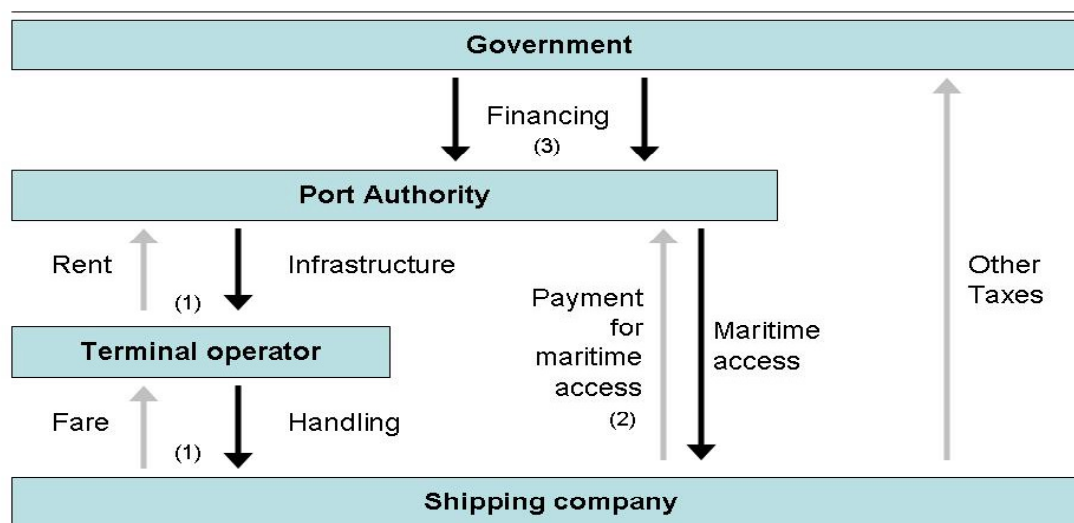 Government
Financing
(3)
Port Authority
Rent
Infrastructure
(1)
Payment
for
maritime
access
(2)
Maritime
access
Other
Taxes
Terminal operator
Fare
Handling
(1)
Shipping company